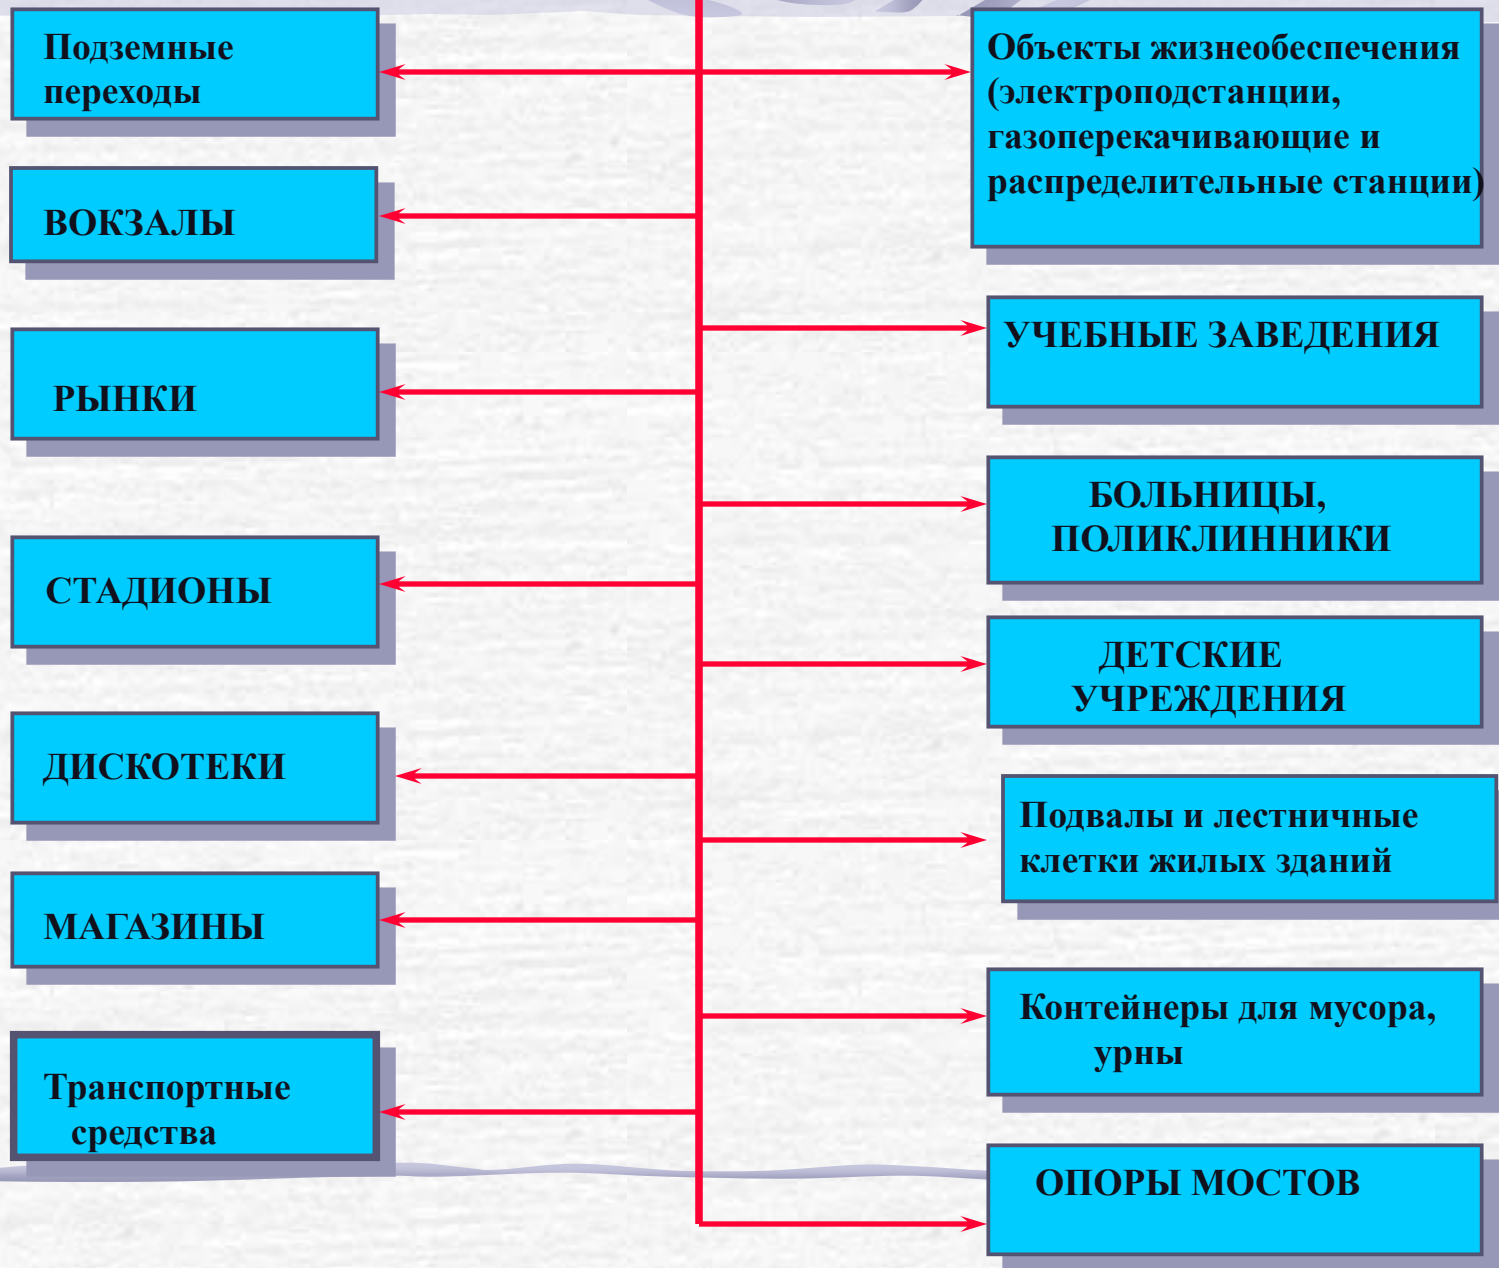 Подземные
переходы
ВОКЗАЛЫ
РЫНКИ
СТАДИОНЫ
ДИСКОТЕКИ
МАГАЗИНЫ
Транспортные
средства
Объекты жизнеобеспечения
(электроподстанции,
газоперекачивающие и
распределительные станции)
УЧЕБНЫЕ ЗАВЕДЕНИЯ
БОЛЬНИЦЫ,
ПОЛИКЛИННИКИ
ДЕТСКИЕ
УЧРЕЖДЕНИЯ
Подвалы и лестничные
клетки жилых зданий
Контейнеры для мусора,
урны
ОПОРЫ МОСТОВ